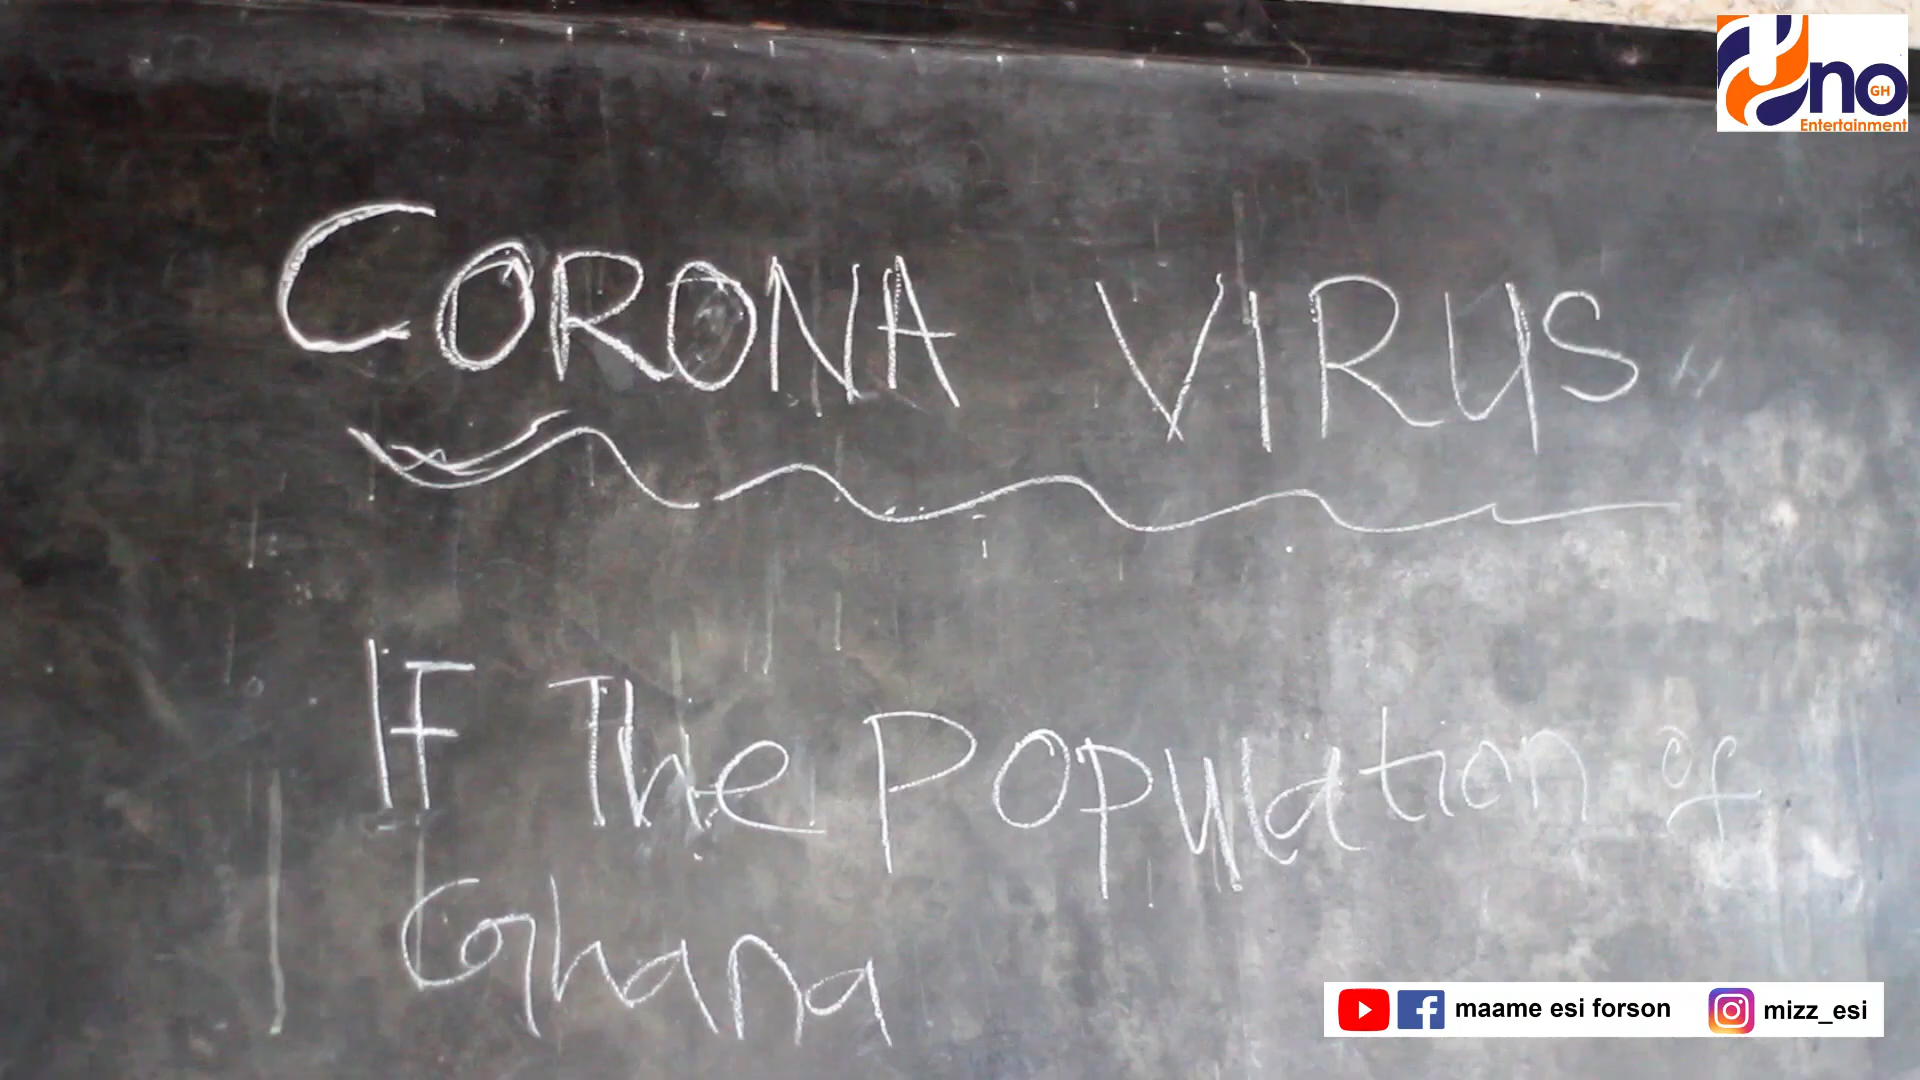 Uno
GH
Entertainment
CORONA VIRUS
IF The Population of
Ghana
maame esi forson mizz_esi